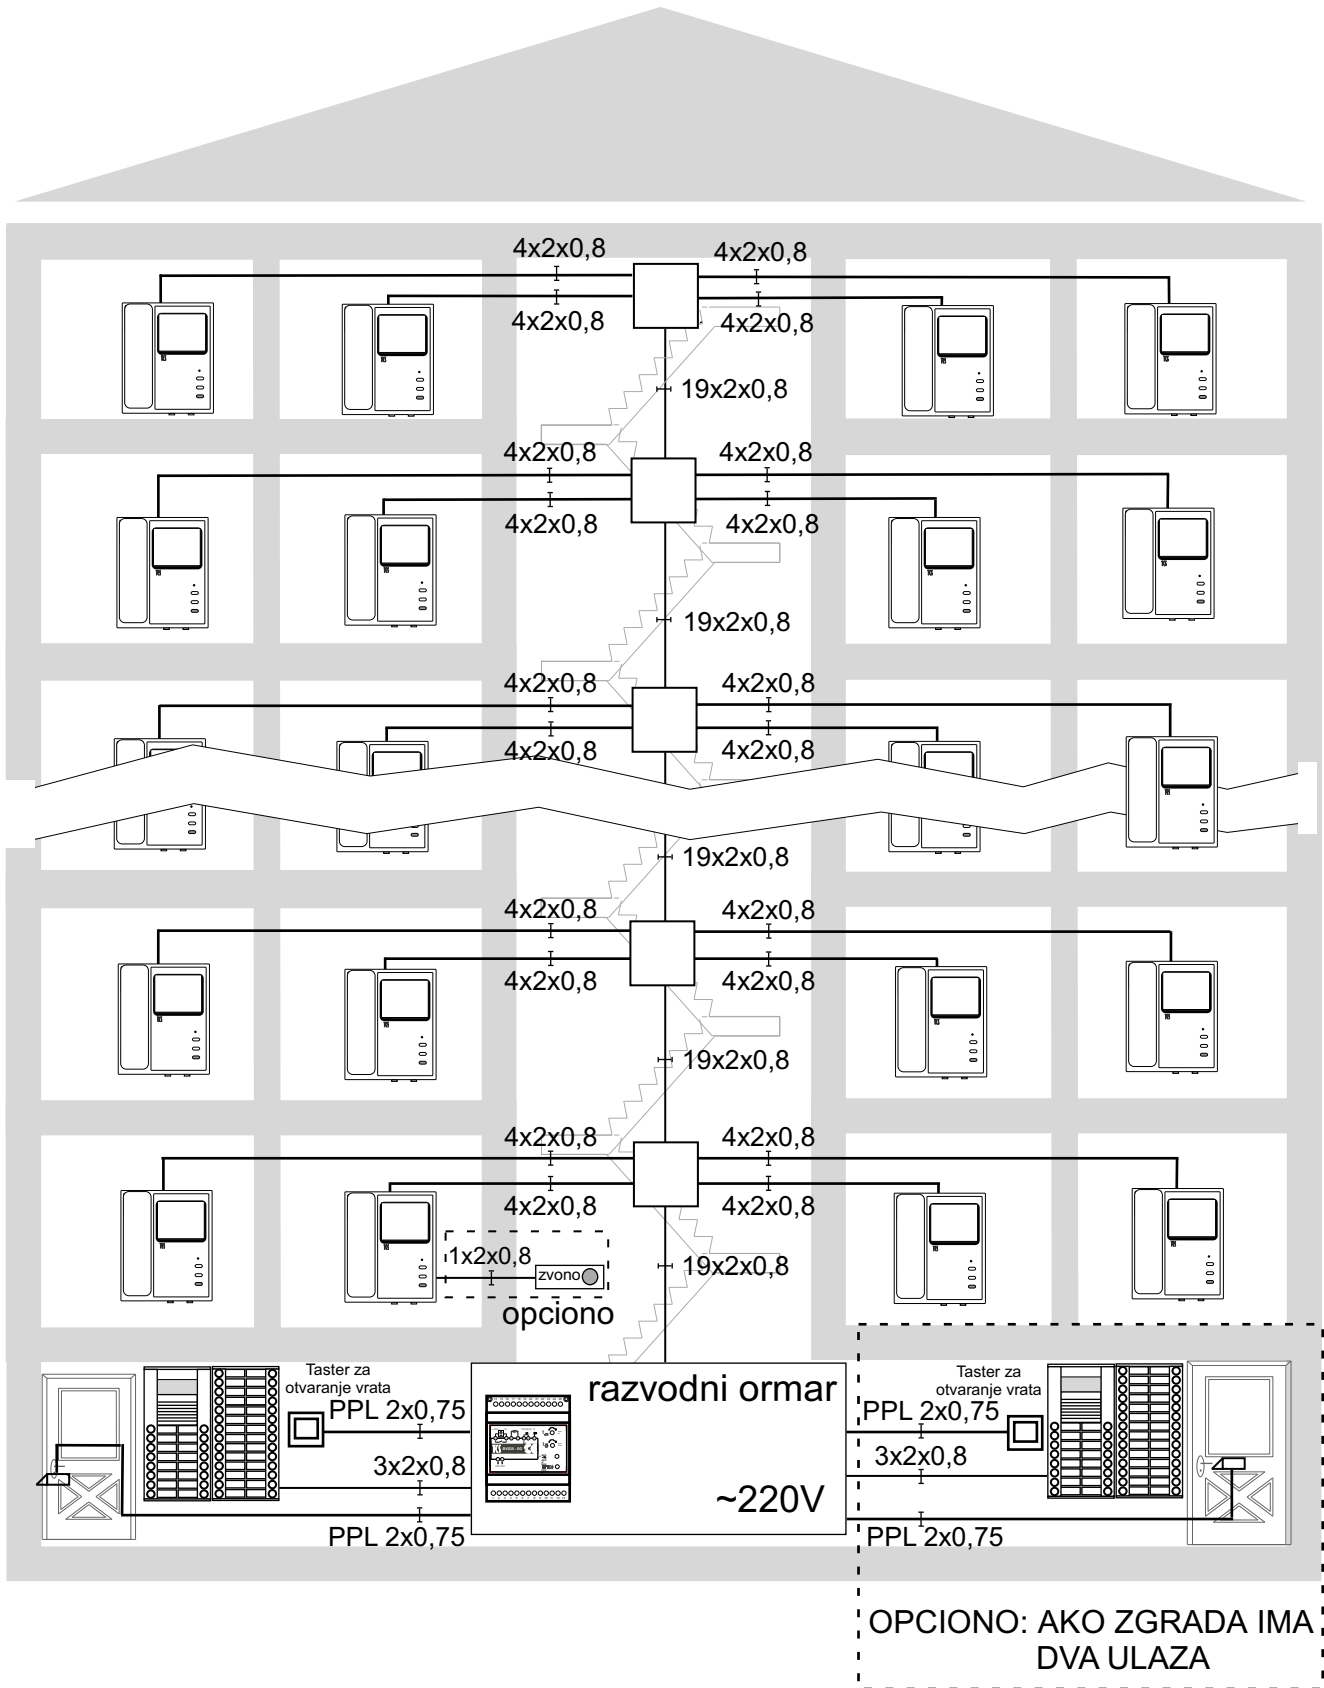 4x2x0,8
4x2x0,8
4x2x0,8
4x2x0,8
19x2x0,8
4x2x0,8
4x2x0,8
4x2x0,8
4x2x0,8
19x2x0,8
4x2x0,8
4x2x0,8
4x2x0,8
4x2x0,8
19x2x0,8
4x2x0,8
4x2x0,8
4x2x0,8
4x2x0,8
19x2x0,8
4x2x0,8
4x2x0,8
4x2x0,8
4x2x0,8
1x2x0,8
zvono
opciono
19x2x0,8
Taster za
otvaranje vrata
PPL 2x0,75
3x2x0,8
PPL 2x0,75
razvodni ormar
~220V
Taster za
otvaranje vrata
PPL 2x0,75
3x2x0,8
PPL 2x0,75
OPCIONO: AKO ZGRADA IMA
DVA ULAZA